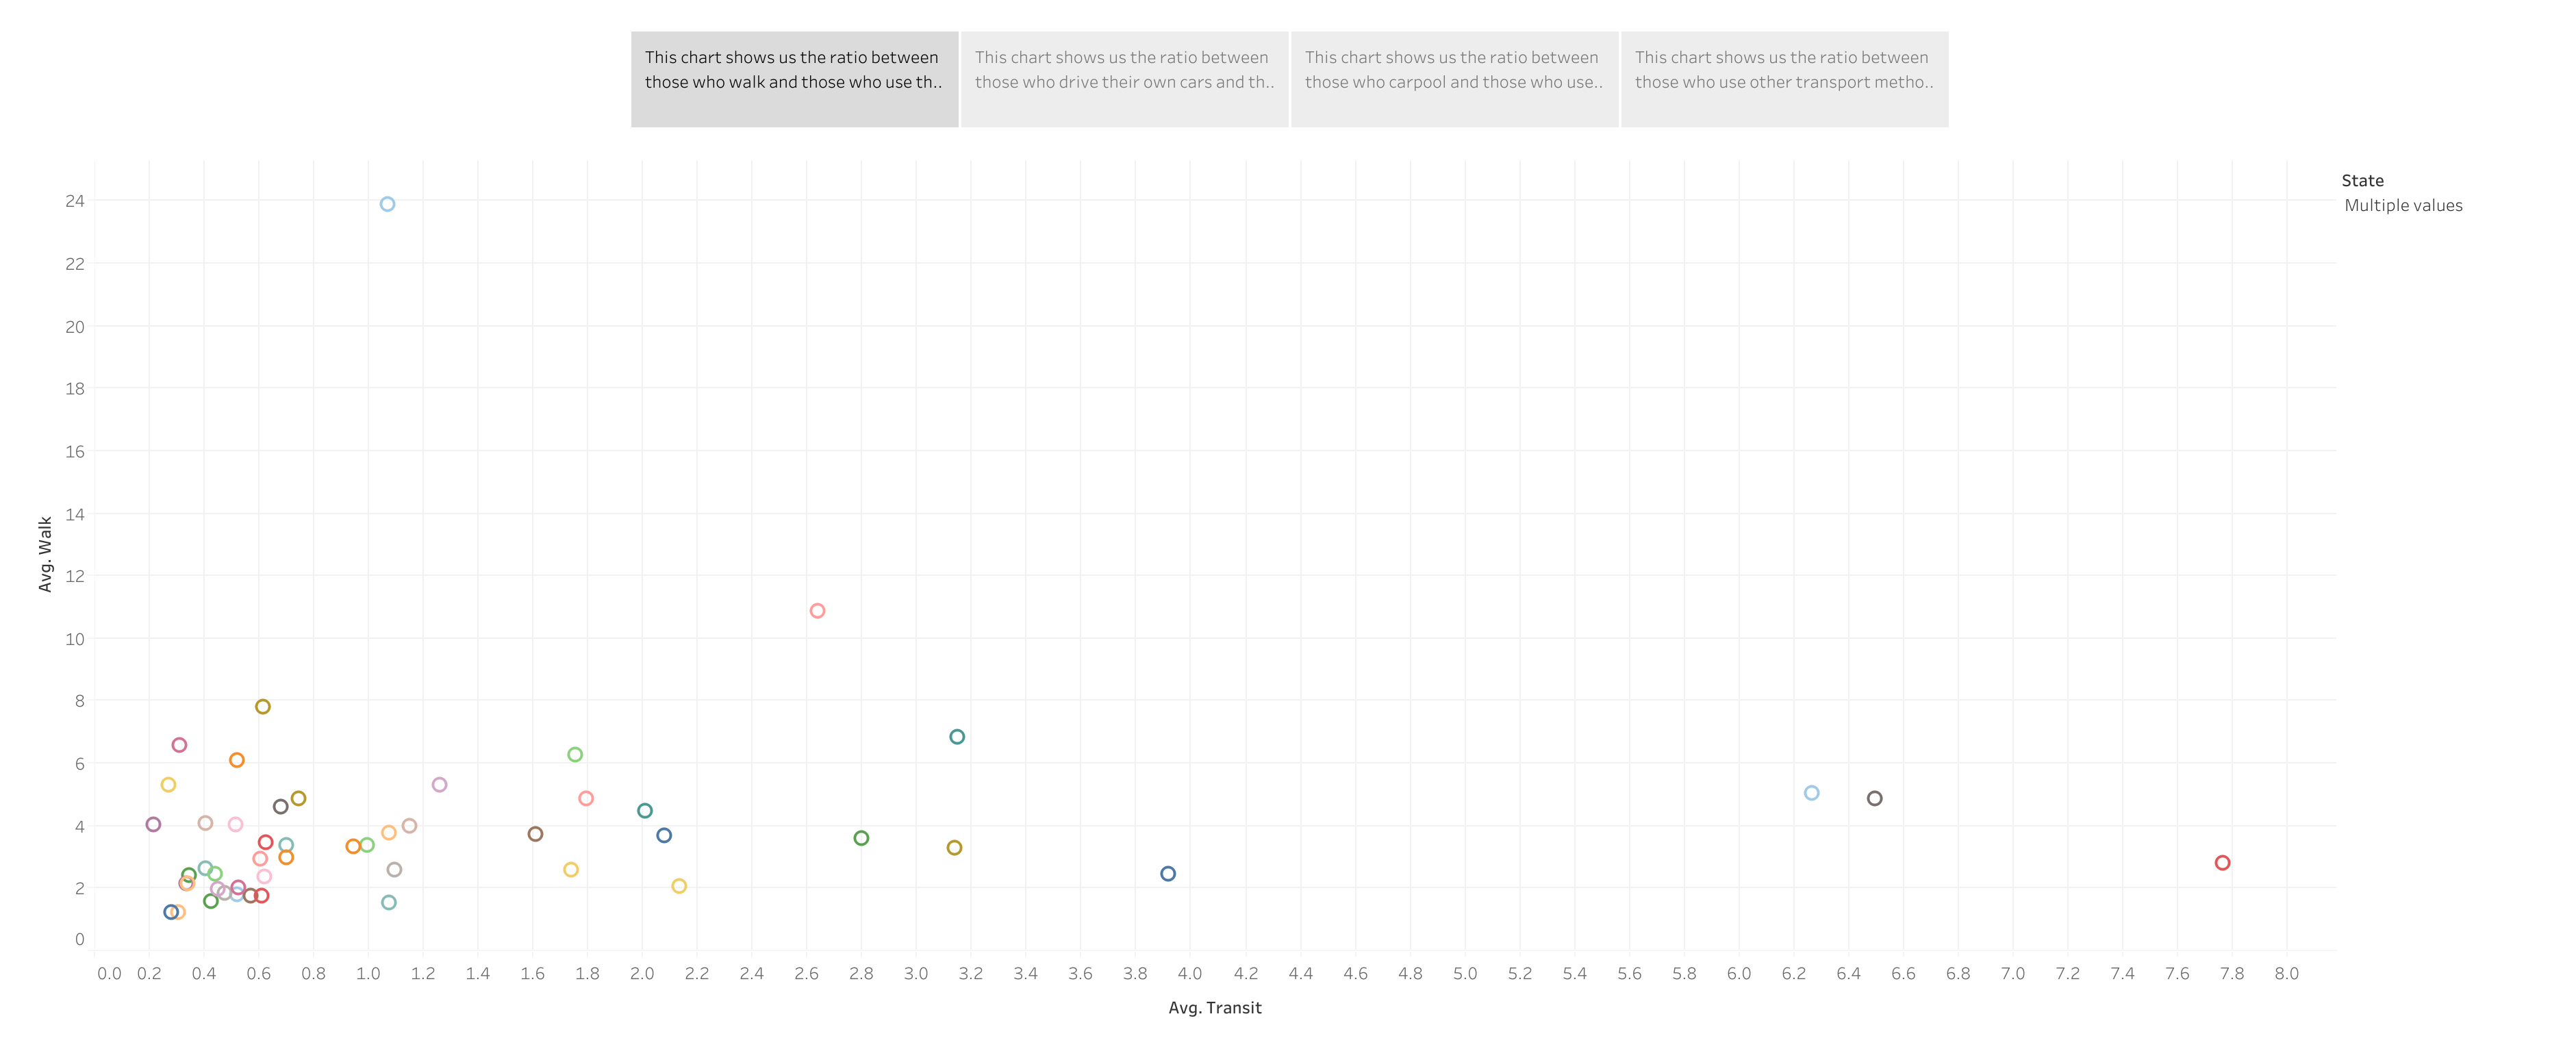 This chart shows us the ratio between
those who walk and those who use th..
This chart shows us the ratio between
those who drive their own cars and th..
This chart shows us the ratio between
those who carpool and those who use..
This chart shows us the ratio between
those who use other transport metho..
State
Multiple values
24
22
20
18
16
14
12
10
8
6
4
2
0
Avg. Walk
0.0 0.2 0.4 0.6 0.8 1.0 1.2 1.4 1.6 1.8 2.0 2.2 2.4 2.6 2.8 3.0 3.2 3.4 3.6 3.8 4.0 4.2 4.4 4.6 4.8 5.0 5.2 5.4 5.6 5.8 6.0 6.2 6.4 6.6 6.8 7.0 7.2 7.4 7.6 7.8 8.0
Avg. Transit